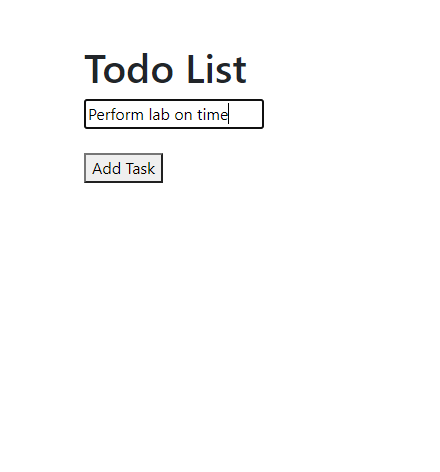 Todo List
Perform lab on time
Add Task